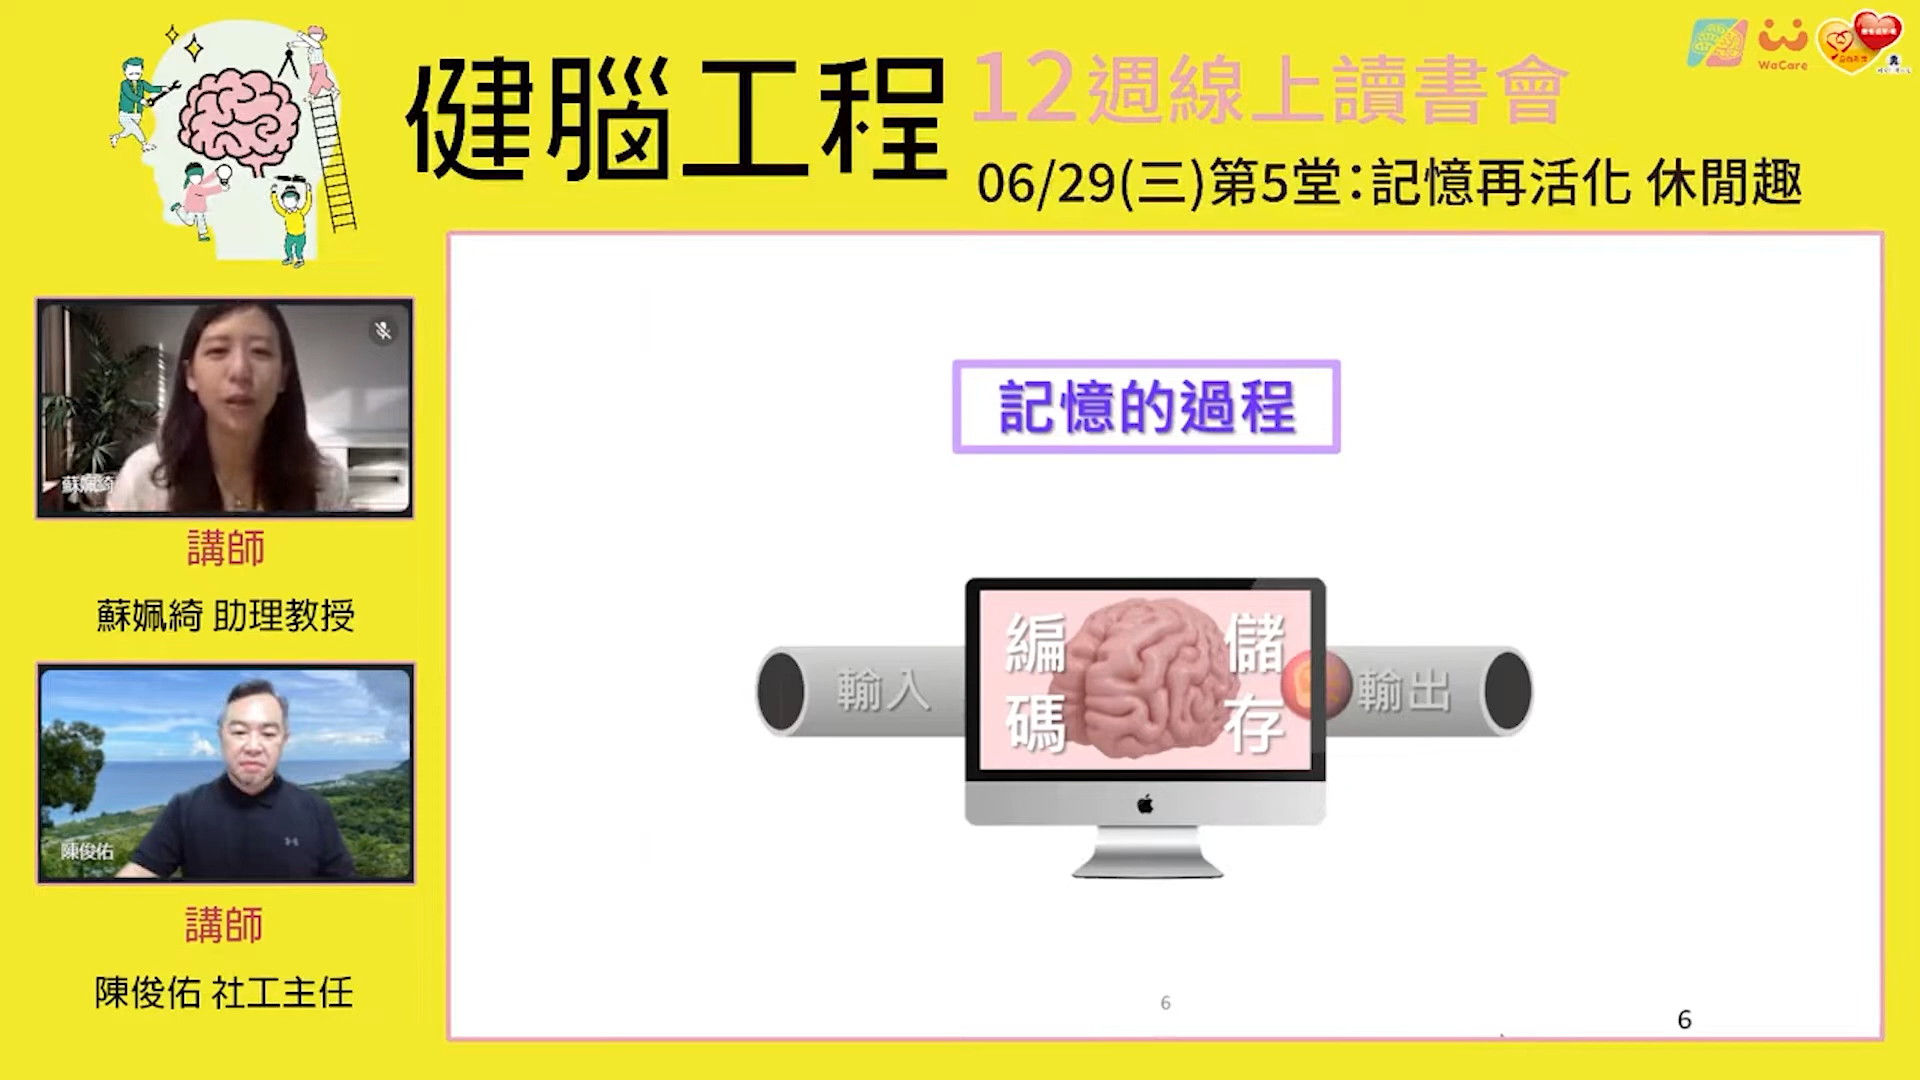 健腦工程
12週線上讀書會
06/29(三)第5堂:記憶再活化 休閒趣
WaCare
蘇姵綺
講師
蘇姵綺 助理教授
陳俊佑
講師
陳俊佑 社工主任
記憶的過程
輸入
編碼
儲存
輸出
6
6